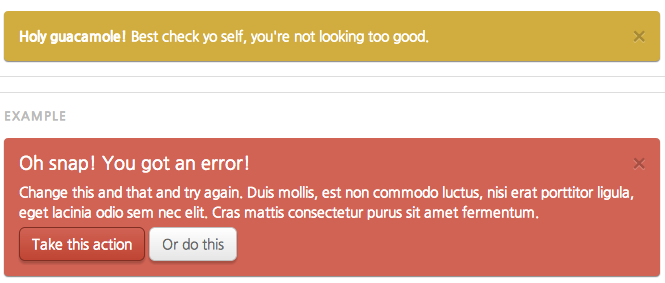 Holy guacamole! Best check yo self, you're not looking too good. ×
EXAMPLE
Oh snap! You got an error! ×
Change this and that and try again. Duis mollis, est non commodo luctus, nisi erat porttitor ligula,
eget lacinia odio sem nec elit. Cras mattis consectetur purus sit amet fermentum.
Take this action Or do this